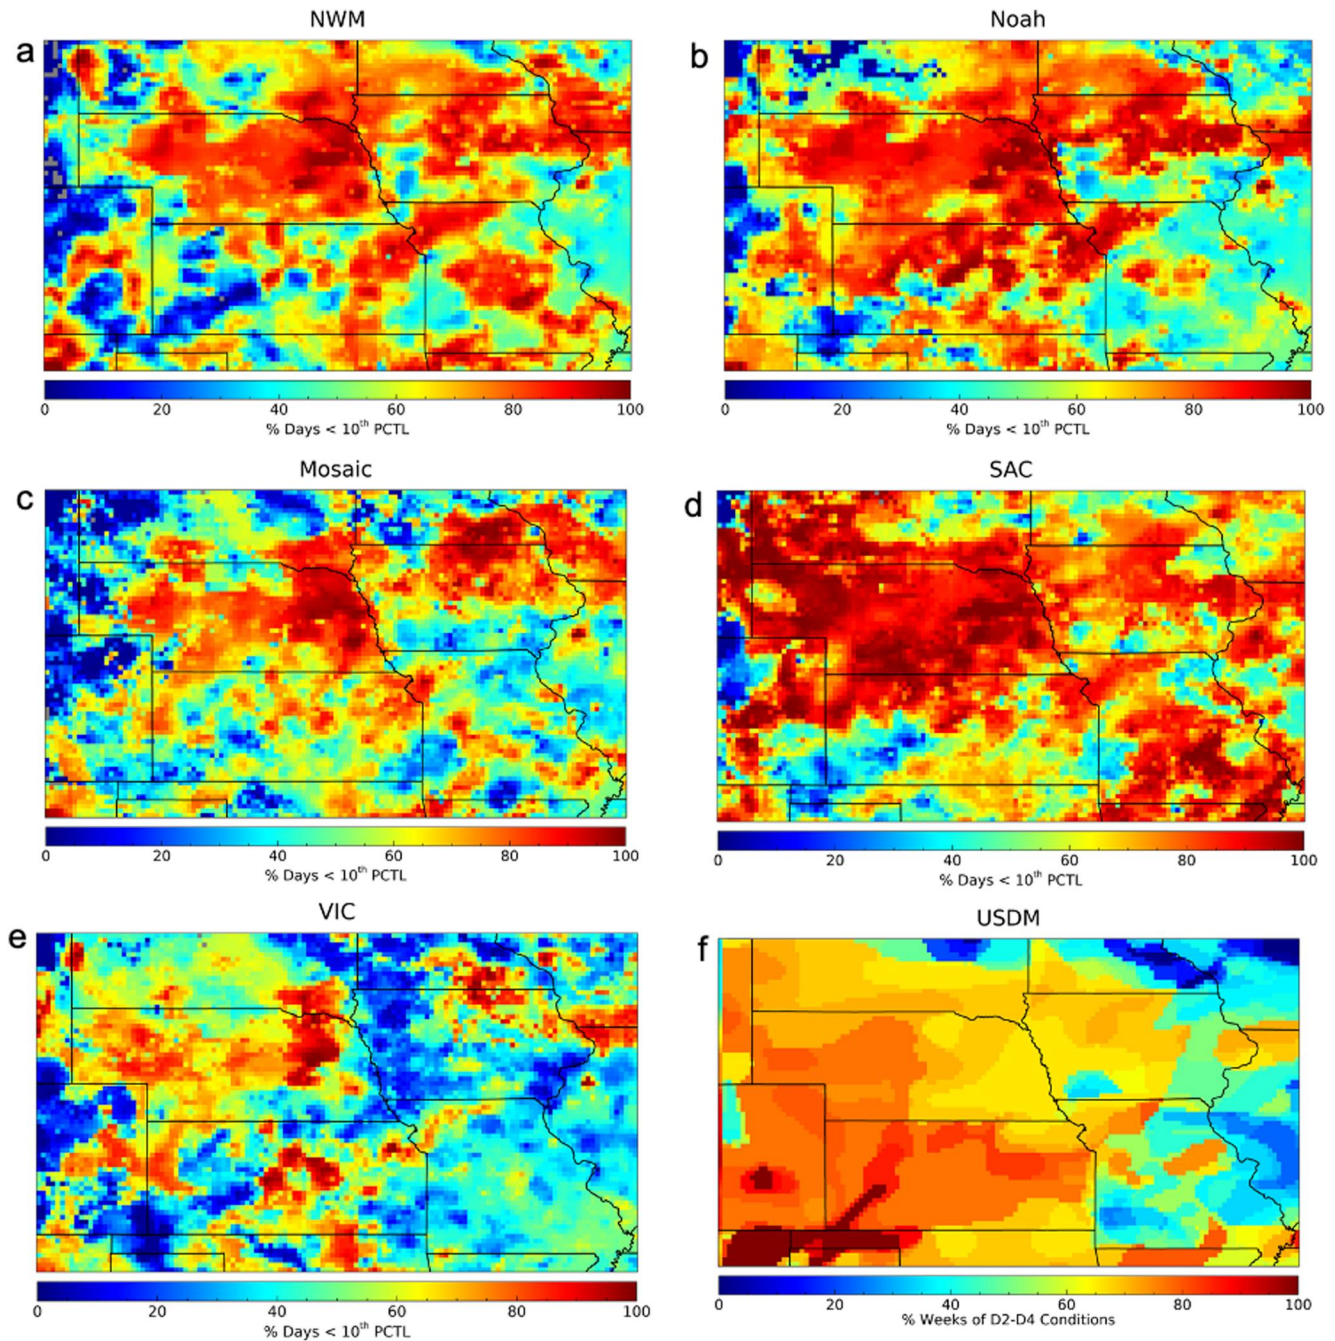 NWM
Noah
a
b
0 20 40 60 80 100
% Days < 10th PCTL
0 20 40 60 80 100
% Days < 10th PCTL
Mosaic
SAC
c
d
0 20 40 60 80 100
% Days < 10th PCTL
0 20 40 60 80 100
% Days < 10th PCTL
VIC
USDM
e
f
0 20 40 60 80 100
% Days < 10th PCTL
0 20 40 60 80 100
% Weeks of D2-D4 Conditions